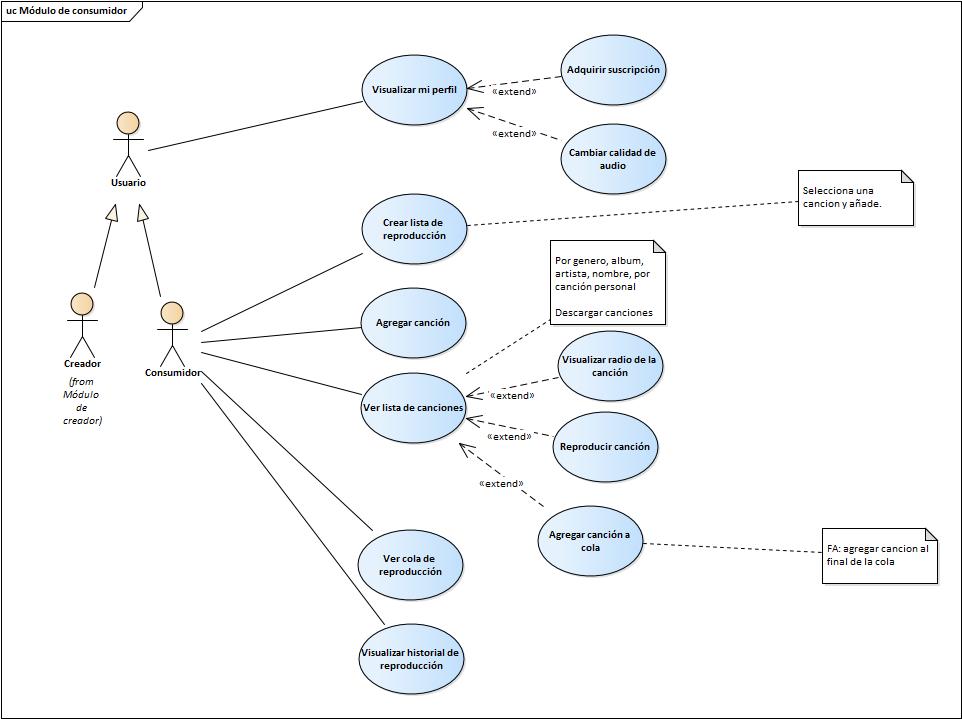 uc Módulo de consumidor
Visualizar mi perfil
Adquirir suscripción
«extend»
«extend»
Cambiar calidad de
audio
Usuario
Selecciona una
cancion y añade.
Crear lista de
reproducción
Por genero, album,
artista, nombre, por
canción personal
Descargar canciones
Agregar canción
Creador
(from
Módulo
de
creador)
Consumidor
Visualizar radio de la
canción
«extend»
Ver lista de canciones
«extend»
Reproducir canción
«extend»
Agregar canción a
cola
FA: agregar cancion al
final de la cola
Ver cola de
reproducción
Visualizar historial de
reproducción